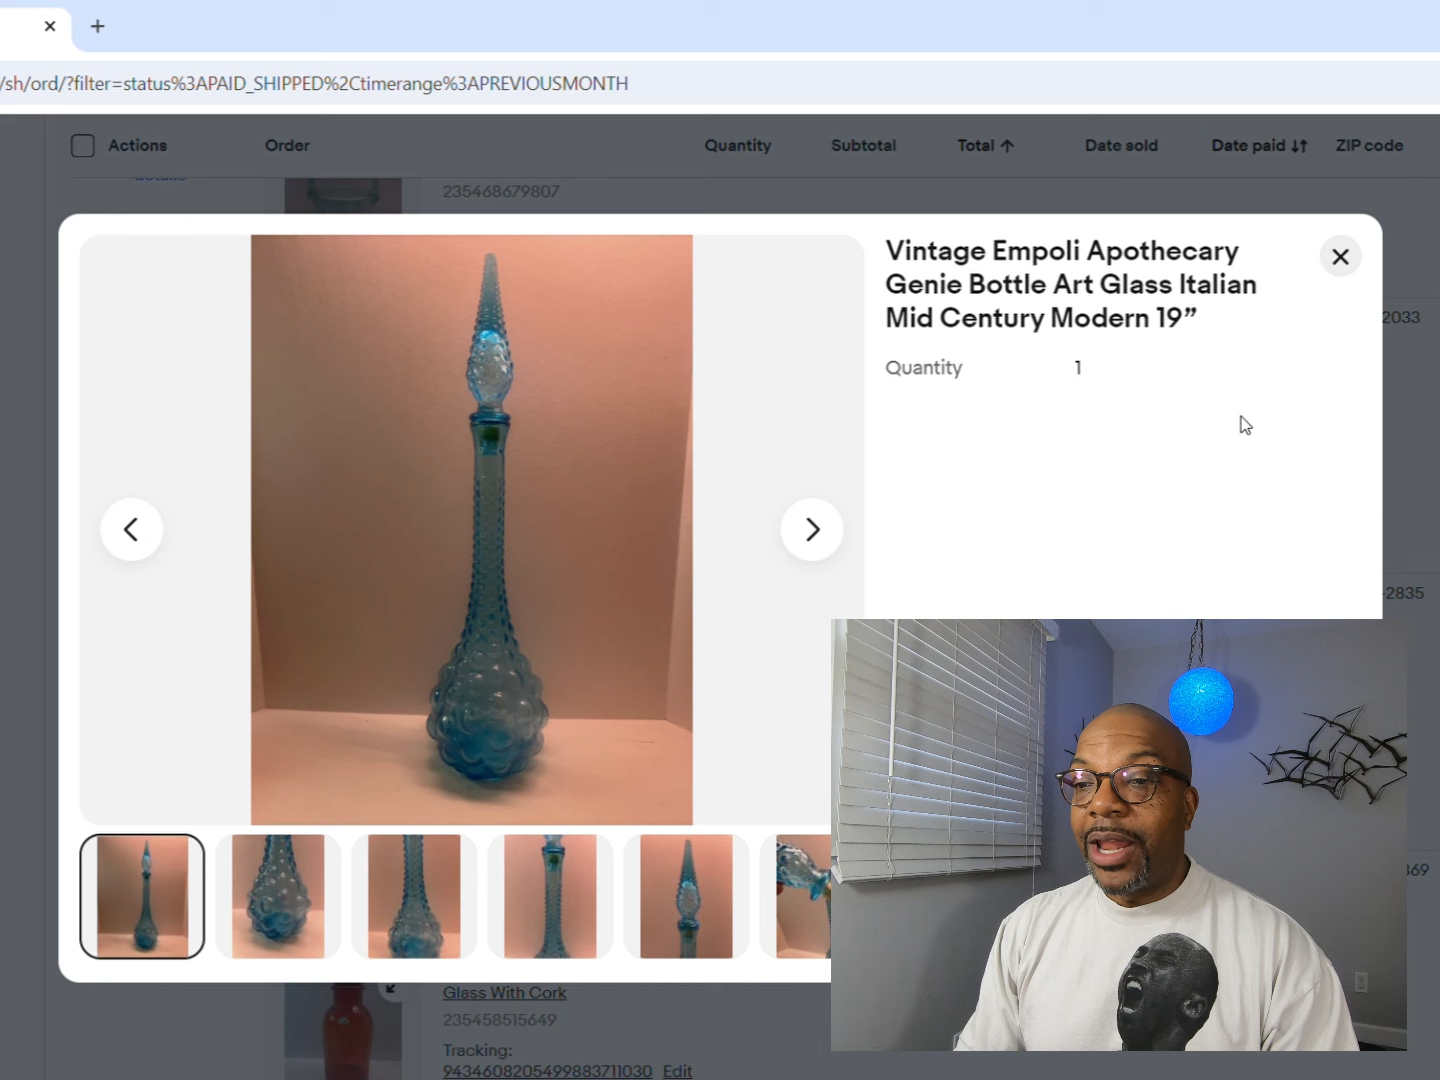 /sh/ord/?filter=status%3APAID_SHIPPED%2Ctimerange%3APREVIOUSMONTH
Actions Order Quantity Subtotal Total Date sold Date paid ZIP code
details
235468679807
Vintage Empoli Apothecary
Genie Bottle Art Glass Italian
Mid Century Modern 19”
Quantity 1
2033
-2835
369
Glass With Cork
235458515649
Tracking:
9434608205499883711030 Edit